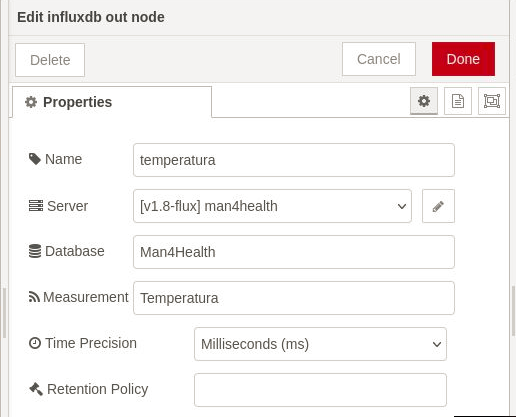 Edit influxdb out node
Delete
Cancel
Done
Properties
Name
temperatura
Server
[v1.8-flux] man4health
Database
Man4Health
Measurement
Temperatura
Time Precision
Milliseconds (ms)
Retention Policy